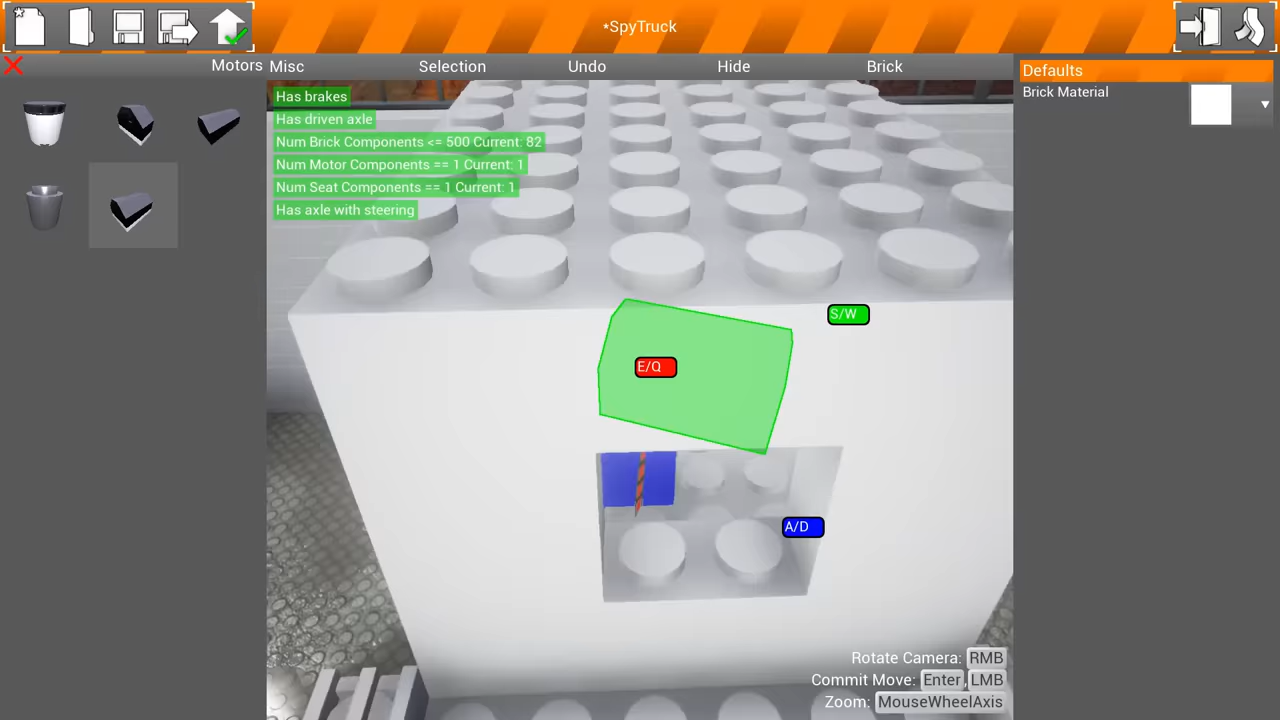 *SpyTruck
Motors
Misc
Selection
Undo
Hide
Brick
Defaults
Brick Material
Has brakes
Has driven axle
Num Brick Components <= 500 Current: 82
Num Motor Components == 1 Current: 1
Num Seat Components == 1 Current: 1
Has axle with steering
S/W
E/Q
A/D
Rotate Camera: RMB
Commit Move: Enter LMB
Zoom: MouseWheelAxis